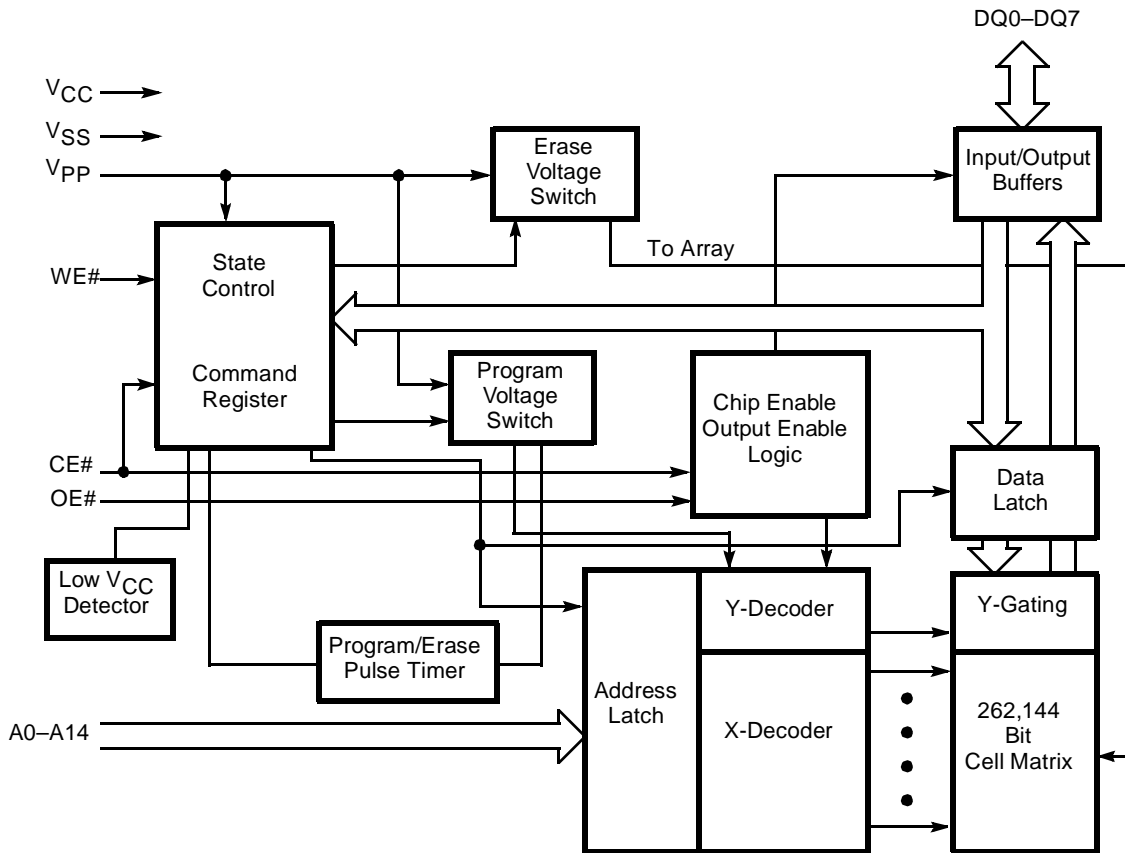 DQ0–DQ7
VCC
VSS
VPP
Erase
Voltage
Switch
Input/Output
Buffers
To Array
WE#
State
Control
Command
Register
Program
Voltage
Switch
Chip Enable
Output Enable
Logic
CE#
OE#
Data
Latch
Low VCC
Detector
Program/Erase
Pulse Timer
Y-Decoder
Y-Gating
Address
Latch
X-Decoder
262,144
Bit
Cell Matrix
A0–A14